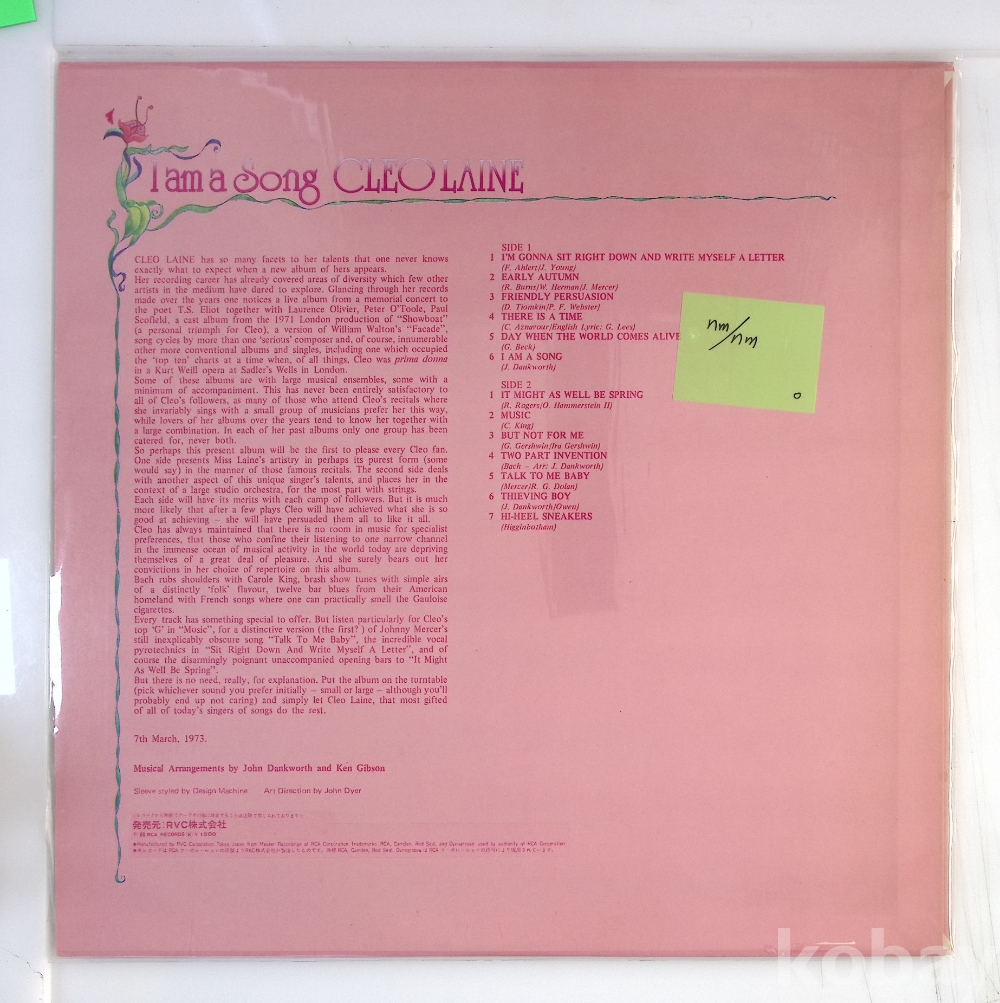 I am a Song CLEO LAINE
CLEO LAINE has so many facets to her talents that one never knows
exactly what to expect when a new album of hers appears.
Her recording career has already covered areas of diversity which few other
artists in the medium have dared to explore. Glancing through her records
made over the years one notices a live album from a memorial concert to
the poet T.S. Eliot together with Laurence Olivier, Peter O'Toole, Paul
Scofield, a cast album from the 1971 London production of "Showboat"
(a personal triumph for Cleo), a version of William Walton's "Facade",
song cycles by more than one 'serious' composer and, of course, innumerable
other more conventional albums and singles, including one which occupied
the 'top ten' charts at a time when, of all things, Cleo was prima donna
in a Kurt Weill opera at Sadler's Wells in London.
Some of these albums are with large musical ensembles, some with a
minimum of accompaniment. This has never been entirely satisfactory to
all of Cleo's followers, as many of those who attend Cleo's recitals where
she invariably sings with a small group of musicians prefer her this way,
while lovers of her albums over the years tend to know her together with
a large combination. In each of her past albums only one group has been
catered for, never both.
So perhaps this present album will be the first to please every Cleo fan.
One side presents Miss Laine's artistry in perhaps its purest form (some
would say) in the manner of those famous recitals. The second side deals
with another aspect of this unique singer's talents, and places her in the
context of a large studio orchestra, for the most part with strings.
Each side will have its merits with each camp of followers. But it is much
more likely that after a few plays Cleo will have achieved what she is so
good at achieving – she will have persuaded them all to like it all.
Cleo has always maintained that there is no room in music for specialist
preferences, that those who confine their listening to one narrow channel
in the immense ocean of musical activity in the world today are depriving
themselves of a great deal of pleasure. And she surely bears out her
convictions in her choice of repertoire on this album.
Bach rubs shoulders with Carole King, brash show tunes with simple airs
of a distinctly 'folk' flavour, twelve bar blues from their American
homeland with French songs where one can practically smell the Gauloise
cigarettes.
Every track has something special to offer. But listen particularly for Cleo's
top 'G' in "Music", for a distinctive version (the first? ) of Johnny Mercer's
still inexplicably obscure song "Talk To Me Baby", the incredible vocal
pyrotechnics in "Sit Right Down And Write Myself A Letter", and of
course the disarmingly poignant unaccompanied opening bars to "It Might
As Well Be Spring".
But there is no need, really, for explanation. Put the album on the turntable
(pick whichever sound you prefer initially – small or large – although you'll
probably end up not caring) and simply let Cleo Laine, that most gifted
of all of today's singers of songs do the rest.
7th March, 1973.
Musical Arrangements by John Dankworth and Ken Gibson
Sleeve styled by Design Machine Art Direction by John Dyer
発売元:RVC株式会社
RCA RECORDS
●Manufactured by RVC Corporation, Tokyo Japan from Master Recordings of RCA Corporation Trademarks RCA, Camden, Red Seal, and Dynagroove used by authority of RCA Corporation
SIDE 1
1 I'M GONNA SIT RIGHT DOWN AND WRITE MYSELF A LETTER
(F. Ahlert/J. Young)
2 EARLY AUTUMN
(R. Burns/W. Herman/J. Mercer)
3 FRIENDLY PERSUASION
(D. Tiomkin/P. F. Webster)
4 THERE IS A TIME
(C. Aznavour/English Lyric: G. Lees)
5 DAY WHEN THE WORLD COMES ALIVE
(G. Beck)
6 I AM A SONG
(J. Dankworth)
SIDE 2
1 IT MIGHT AS WELL BE SPRING
(R. Rogers/O. Hammerstein II)
2 MUSIC
(C. King)
3 BUT NOT FOR ME
(G. Gershwin/Ira Gershwin)
4 TWO PART INVENTION
(Bach – Arr: J. Dankworth)
5 TALK TO ME BABY
(Mercer/R. G. Dolan)
6 THIEVING BOY
(J. Dankworth/Owen)
7 HI-HEEL SNEAKERS
(Higginbotham)
nm/nm
koba